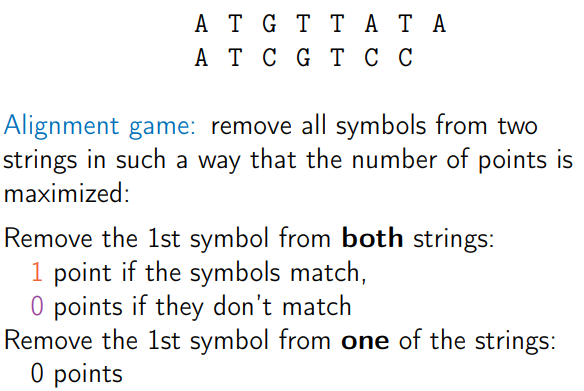 A T G T T A T A
A T C G T C C
Alignment game: remove all symbols from two
strings in such a way that the number of points is
maximized:
Remove the 1st symbol from both strings:
1 point if the symbols match,
0 points if they don't match
Remove the 1st symbol from one of the strings:
0 points